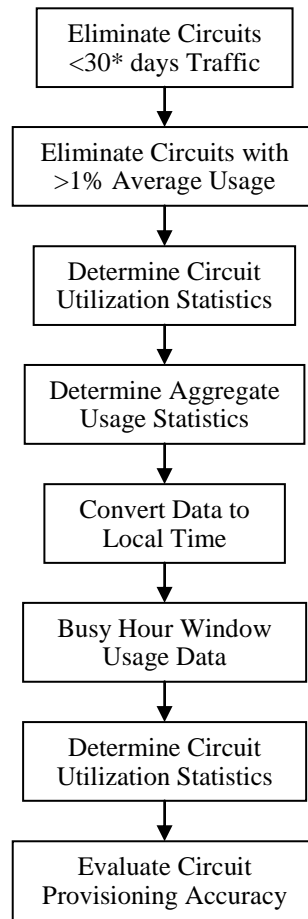 Eliminate Circuits
<30* days Traffic
Eliminate Circuits with
>1% Average Usage
Determine Circuit
Utilization Statistics
Determine Aggregate
Usage Statistics
Convert Data to
Local Time
Busy Hour Window
Usage Data
Determine Circuit
Utilization Statistics
Evaluate Circuit
Provisioning Accuracy